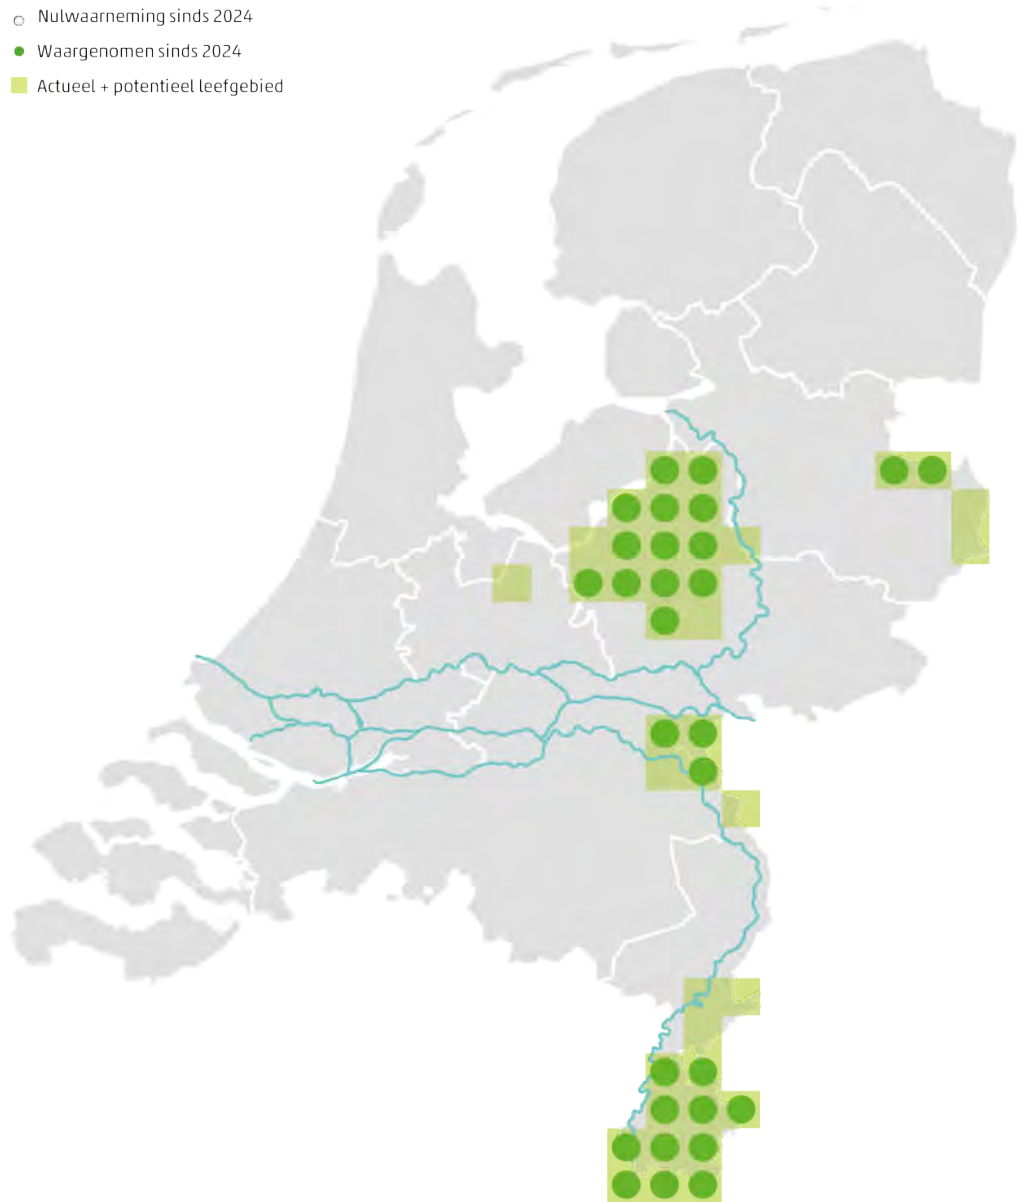 Nulwaarneming sinds 2024
Waargenomen sinds 2024
Actueel + potentieel leefgebied